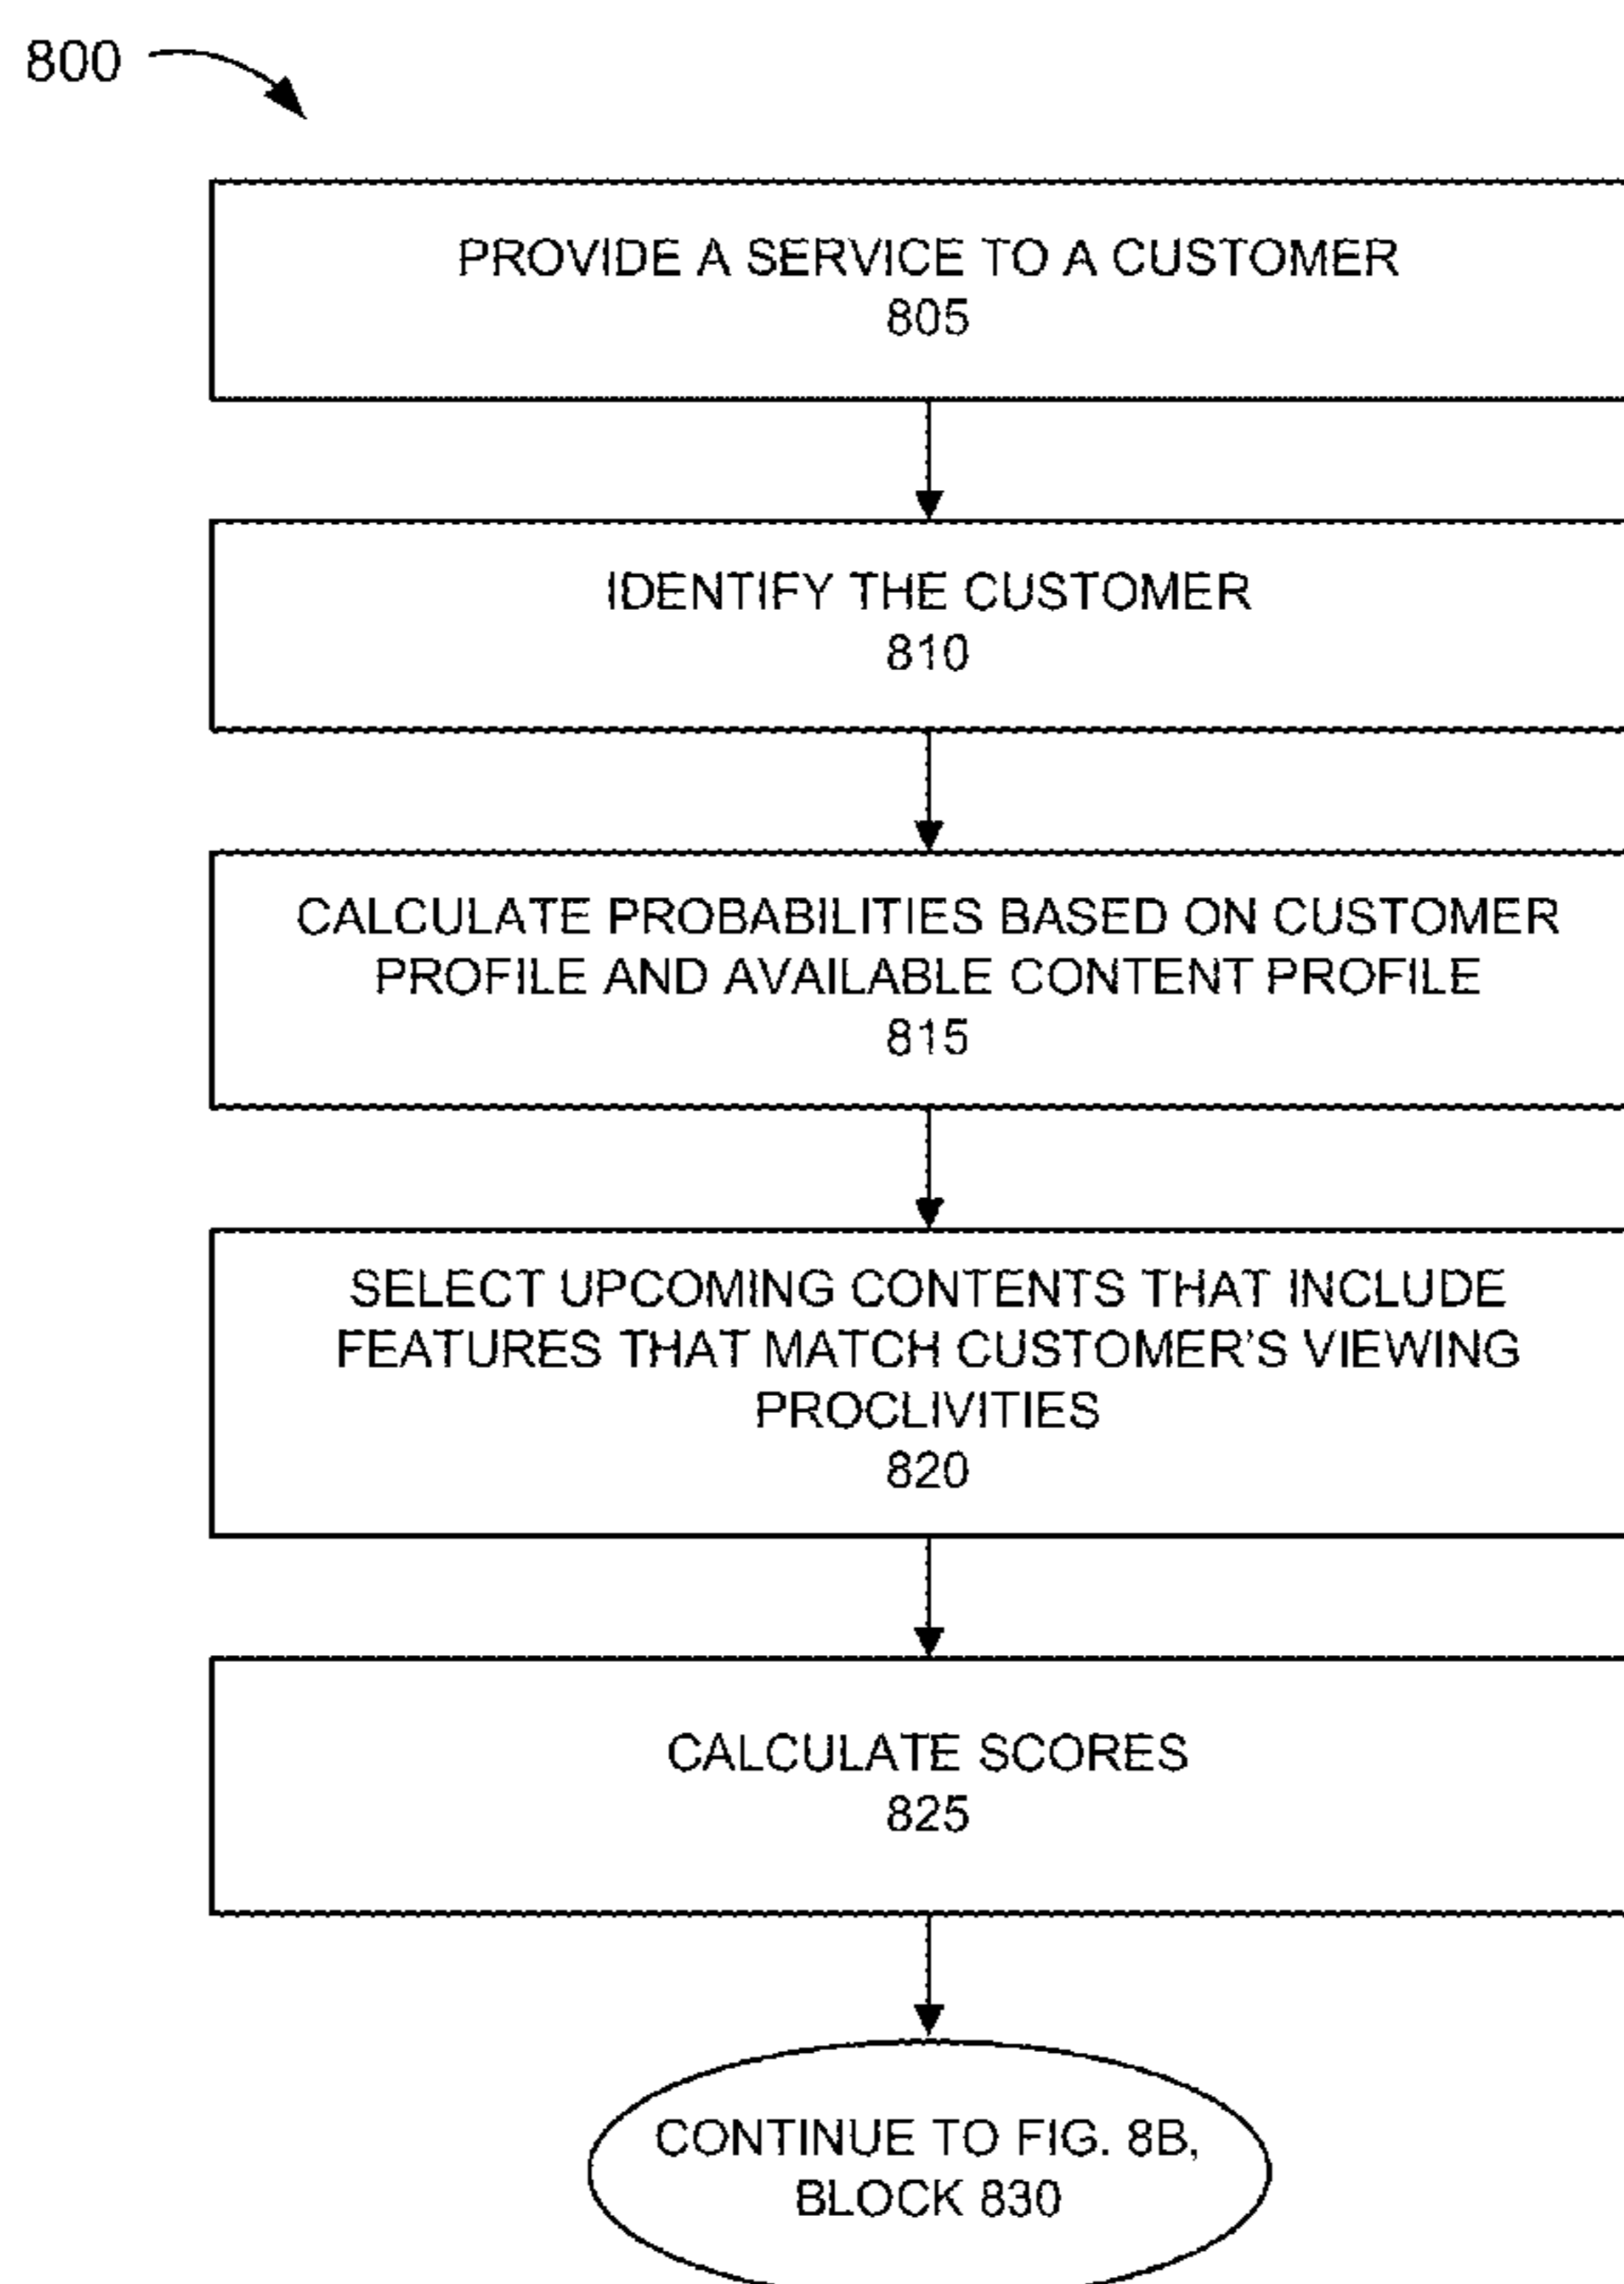 800
PROVIDE A SERVICE TO A CUSTOMER
805
IDENTIFY THE CUSTOMER
810
CALCULATE PROBABILITIES BASED ON CUSTOMER
PROFILE AND AVAILABLE CONTENT PROFILE
815
SELECT UPCOMING CONTENTS THAT INCLUDE
FEATURES THAT MATCH CUSTOMER'S VIEWING
PROCLIVITIES
820
CALCULATE SCORES
825
CONTINUE TO FIG. 8B,
BLOCK 830